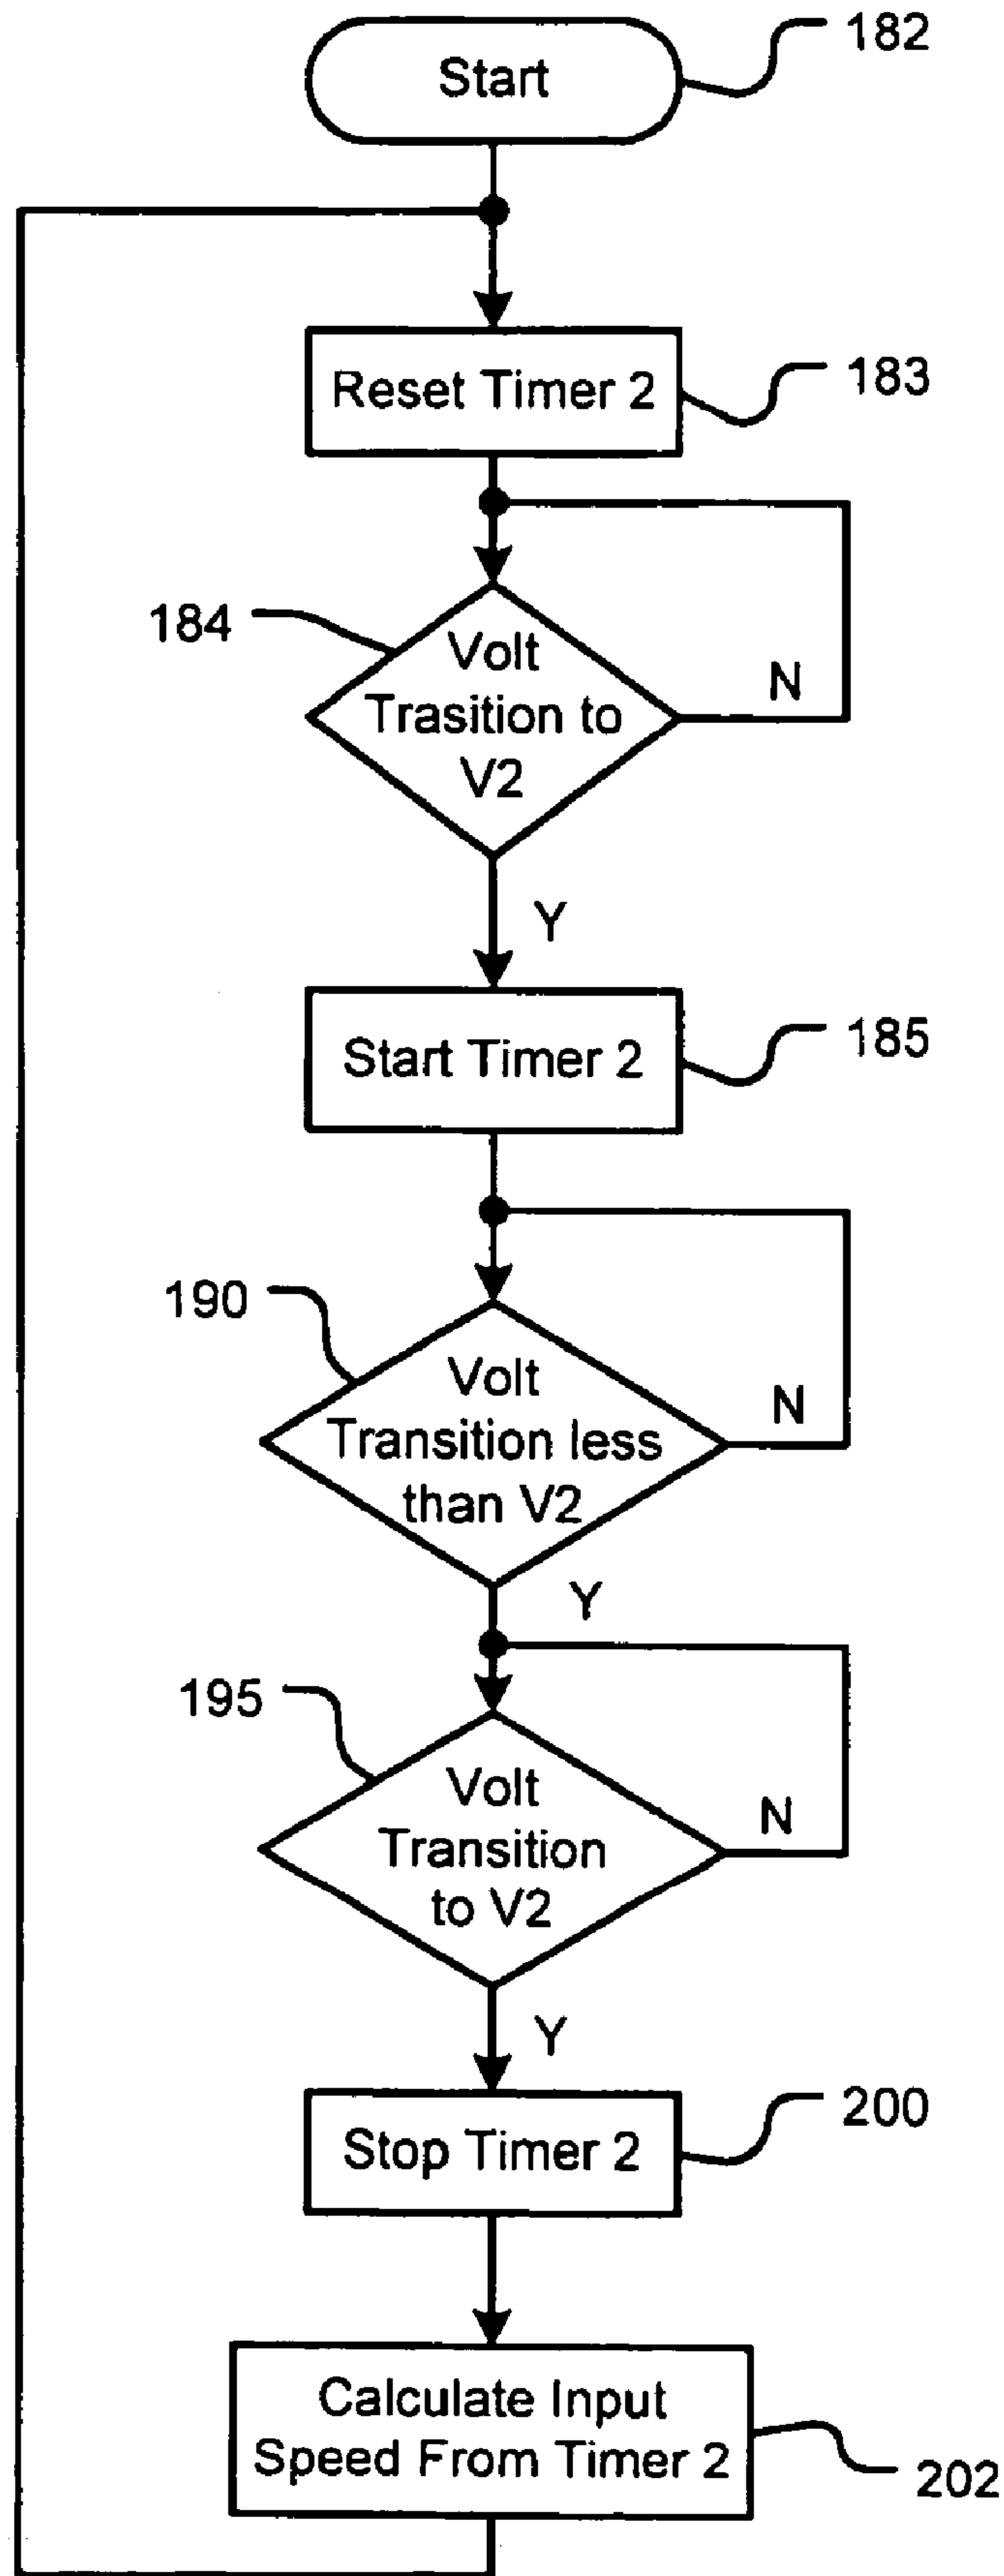 Start
182
Reset Timer 2
183
184
Volt
Trasition to
V2
N
Y
Start Timer 2
185
190
Volt
Transition less
than V2
N
Y
195
Volt
Transition
to V2
N
Y
Stop Timer 2
200
Calculate Input
Speed From Timer 2
202